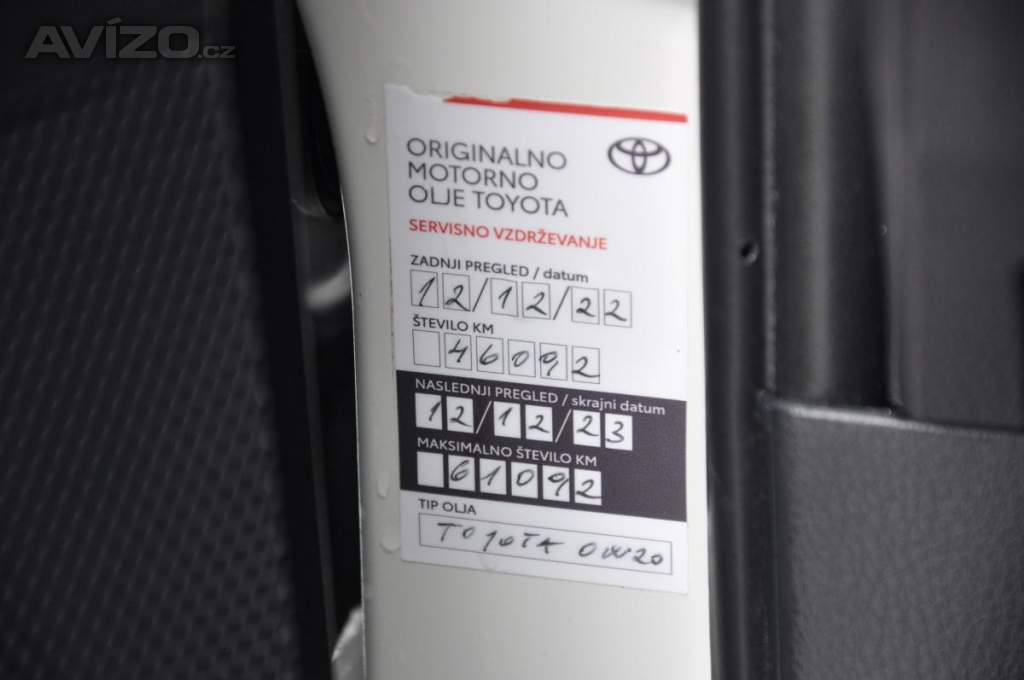 AVÍZO.cz
ORIGINALNO
MOTORNO
OLJE TOYOTA
SERVISNO VZDRŽEVANJE
ZADNJI PREGLED / datum
12/12/22
ŠTEVILO KM
46092
NASLEDNJI PREGLED / skrajni datum
12/12/23
MAKSIMALNO ŠTEVILO KM
61092
TIP OLJA
TOYOTA 0W20